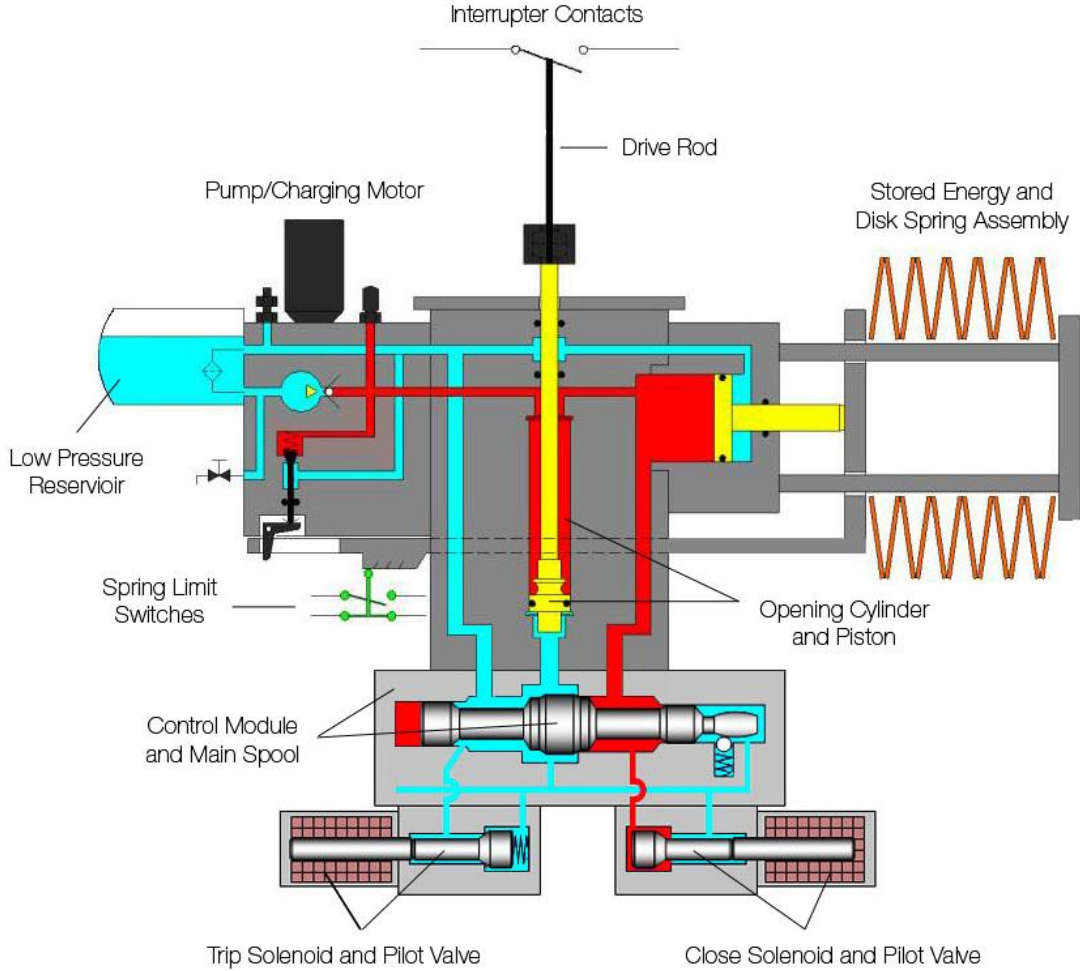 Interrupter Contacts
Drive Rod
Pump/Charging Motor
Stored Energy and
Disk Spring Assembly
Low Pressure
Reservioir
Spring Limit
Switches
Opening Cylinder
and Piston
Control Module
and Main Spool
Trip Solenoid and Pilot Valve
Close Solenoid and Pilot Valve